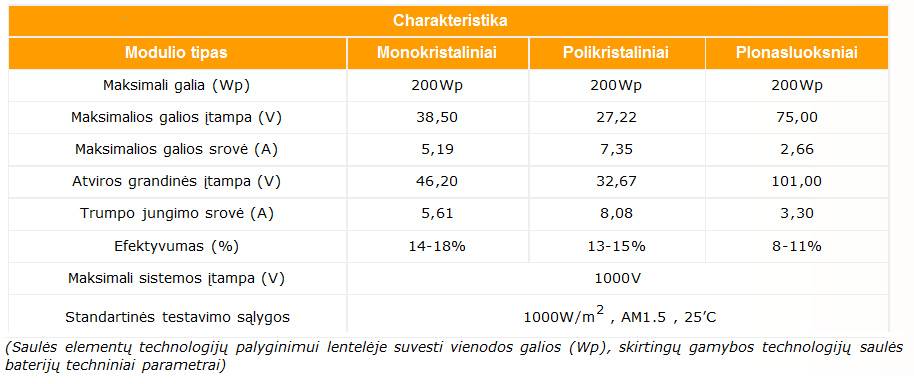 Charakteristika
Modulio tipas Monokristaliniai Polikristaliniai Plonasluoksniai
Maksimali galia (Wp) 200Wp 200Wp 200Wp
Maksimalios galios įtampa (V) 38,50 27,22 75,00
Maksimalios galios srovė (A) 5,19 7,35 2,66
Atviros grandinės įtampa (V) 46,20 32,67 101,00
Trumpo jungimo srovė (A) 5,61 8,08 3,30
Efektyvumas (%) 14-18% 13-15% 8-11%
Maksimali sistemos įtampa (V) 1000V
Standartinės testavimo sąlygos 1000W/m² , AM1.5 , 25’C
(Saulės elementų technologijų palyginimui lentelėje suvesti vienodos galios (Wp), skirtingų gamybos technologijų saulės
baterijų techniniai parametrai)